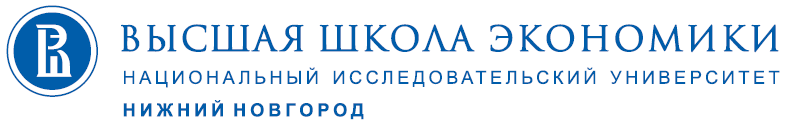 ВЫСШАЯ ШКОЛА ЭКОНОМИКИ
НАЦИОНАЛЬНЫЙ ИССЛЕДОВАТЕЛЬСКИЙ УНИВЕРСИТЕТ
НИЖНИЙ НОВГОРОД